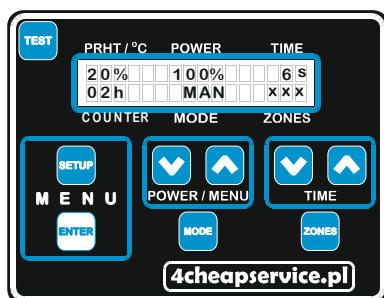 TEST
PRHT / °C POWER TIME
20% 100% 6 s
02h MAN x x x
COUNTER MODE ZONES
SETUP
MENU
ENTER
POWER / MENU
TIME
MODE
ZONES
4cheapservice.pl